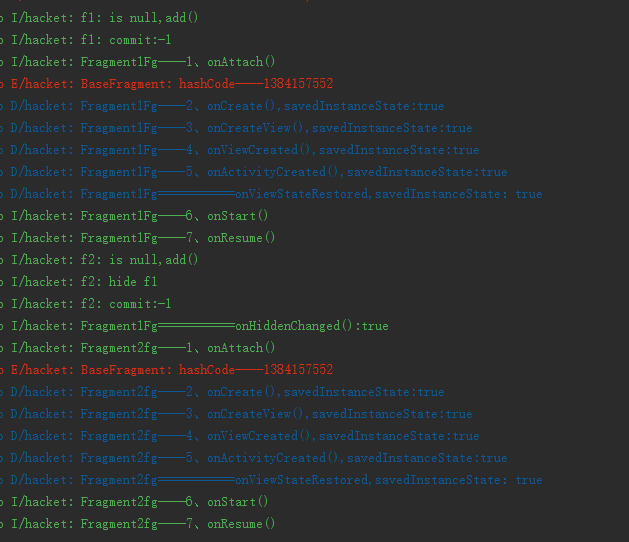 o I/hacket: f1: is null,add()
o I/hacket: f1: commit:-1
o I/hacket: Fragment1Fg————1、onAttach()
o E/hacket: BaseFragment: hashCode————1384157552
o D/hacket: Fragment1Fg————2、onCreate(),savedInstanceState:true
o D/hacket: Fragment1Fg————3、onCreateView(),savedInstanceState:true
o D/hacket: Fragment1Fg————4、onViewCreated(),savedInstanceState:true
o D/hacket: Fragment1Fg————5、onActivityCreated(),savedInstanceState:true
o D/hacket: Fragment1Fg===========onViewStateRestored,savedInstanceState: true
o I/hacket: Fragment1Fg————6、onStart()
o I/hacket: Fragment1Fg————7、onResume()
o I/hacket: f2: is null,add()
o I/hacket: f2: hide f1
o I/hacket: f2: commit:-1
o I/hacket: Fragment1Fg===========onHiddenChanged():true
o I/hacket: Fragment2fg————1、onAttach()
o E/hacket: BaseFragment: hashCode————1384157552
o D/hacket: Fragment2fg————2、onCreate(),savedInstanceState:true
o D/hacket: Fragment2fg————3、onCreateView(),savedInstanceState:true
o D/hacket: Fragment2fg————4、onViewCreated(),savedInstanceState:true
o D/hacket: Fragment2fg————5、onActivityCreated(),savedInstanceState:true
o D/hacket: Fragment2fg===========onViewStateRestored,savedInstanceState: true
o I/hacket: Fragment2fg————6、onStart()
o I/hacket: Fragment2fg————7、onResume()